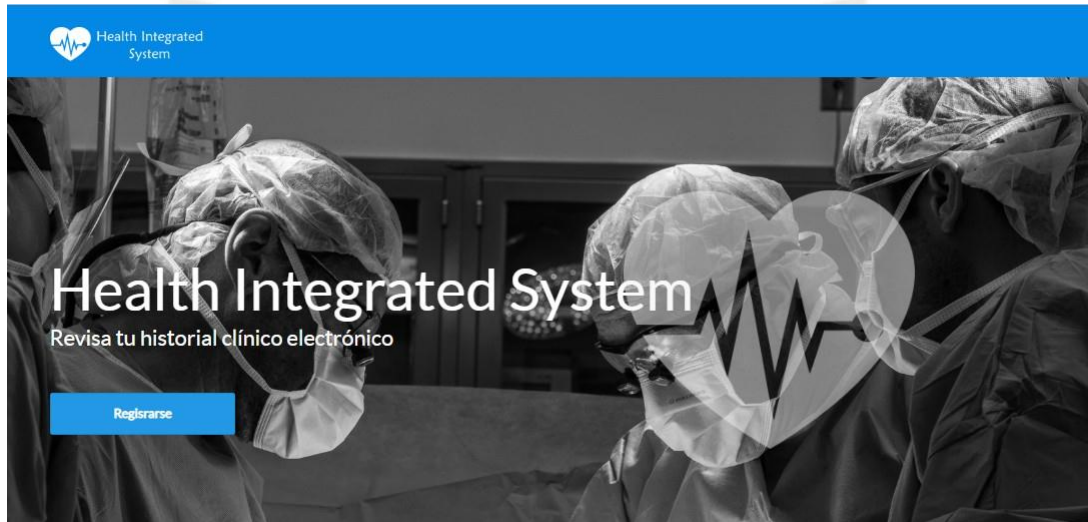 Health Integrated
System
Health Integrated System
Revisa tu historial clínico electrónico
Regisrarse